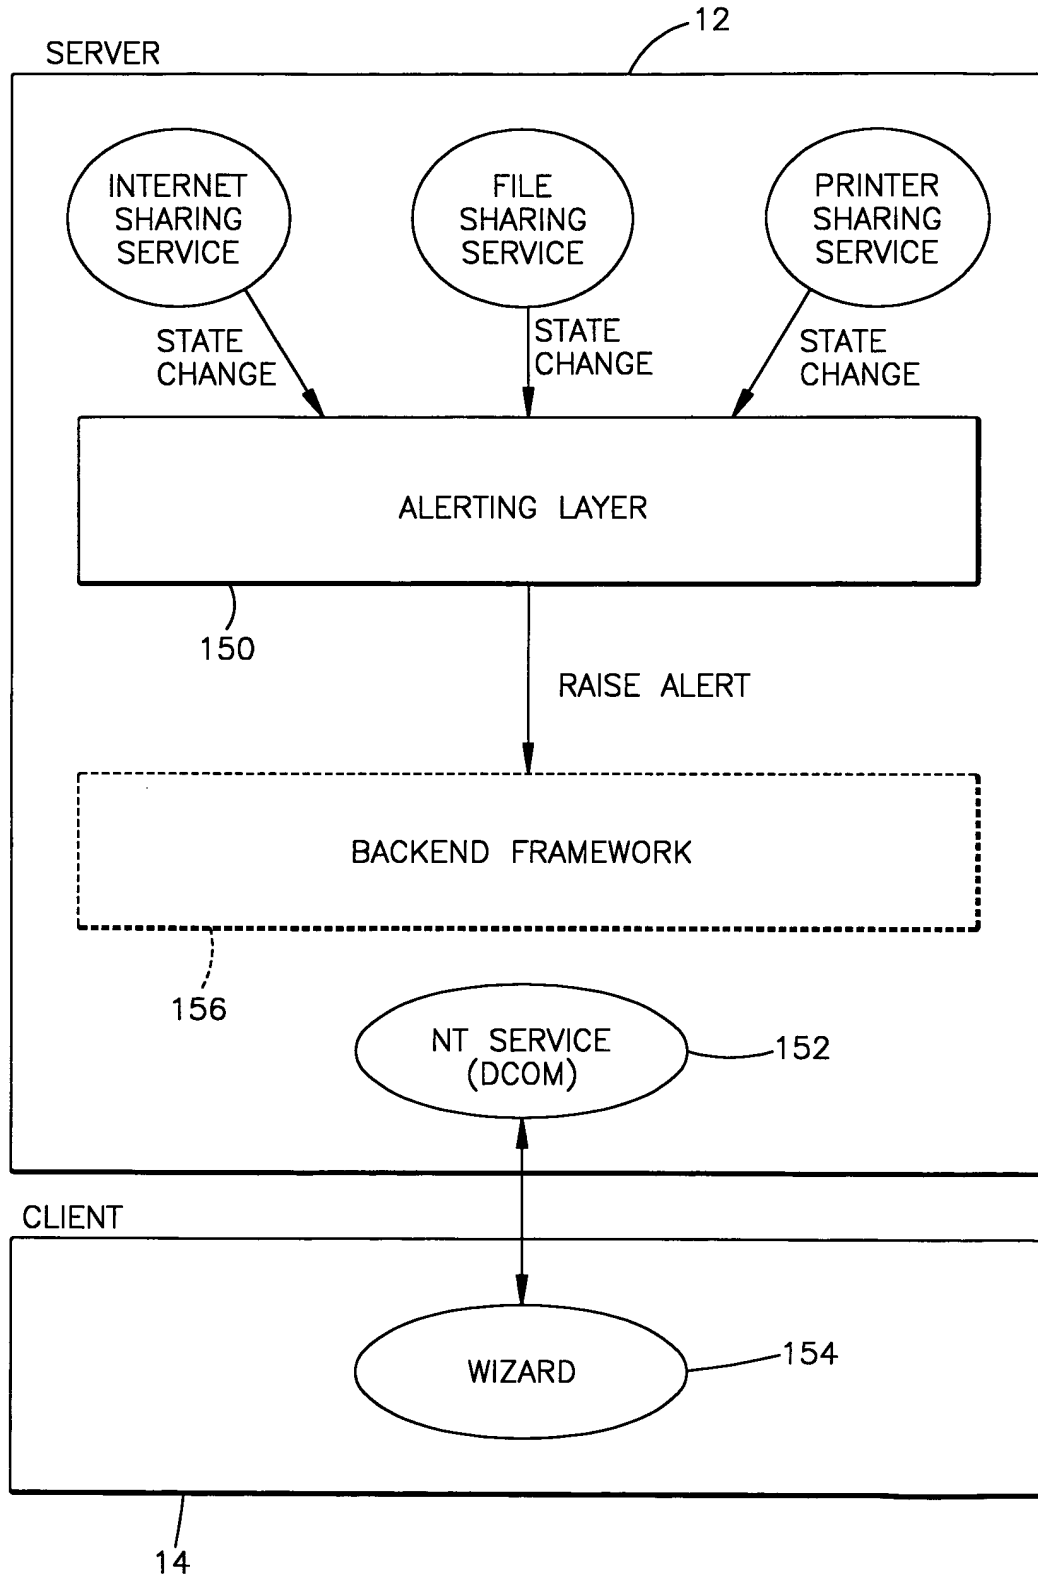 12
SERVER
INTERNET
SHARING
SERVICE
FILE
SHARING
SERVICE
PRINTER
SHARING
SERVICE
STATE
CHANGE
STATE
CHANGE
STATE
CHANGE
ALERTING LAYER
150
RAISE ALERT
BACKEND FRAMEWORK
156
NT SERVICE
(DCOM)
152
CLIENT
WIZARD
154
14